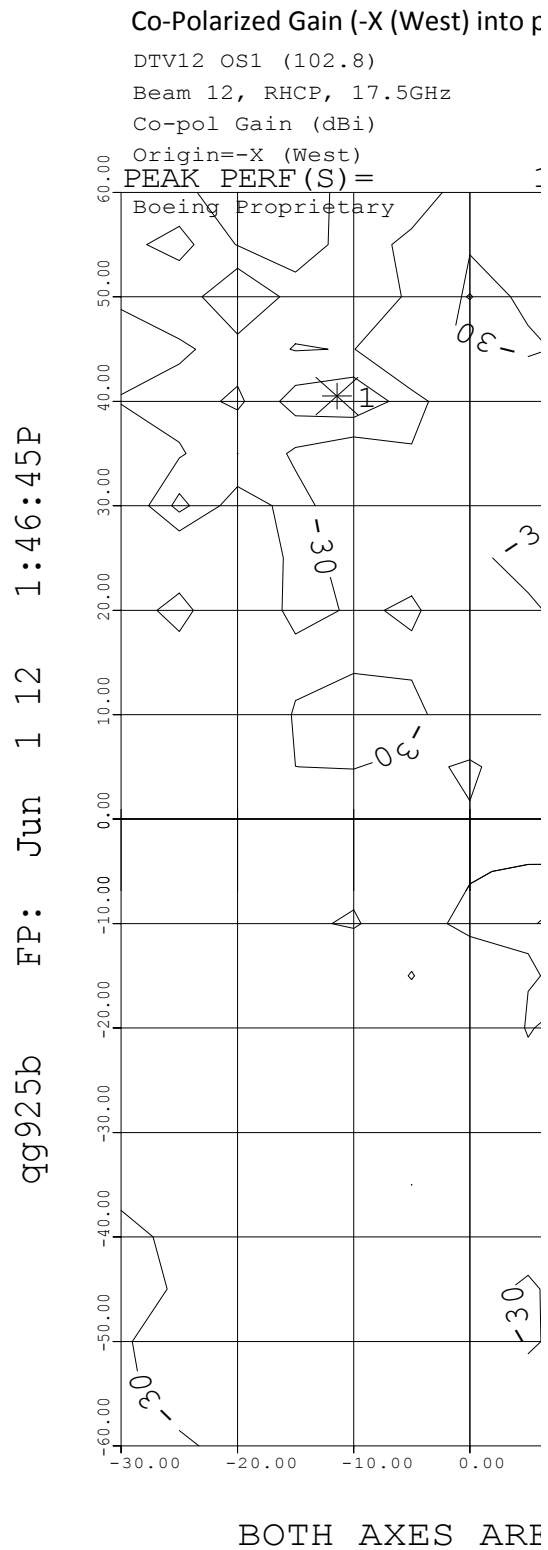 Co-Polarized Gain (-X (West) into p
DTV12 OS1 (102.8)
Beam 12, RHCP, 17.5GHz
Co-pol Gain (dBi)
Origin=-X (West)
PEAK PERF(S)= 1
Boeing Proprietary
60.00
50.00
-30
40.00
1
30.00
-30
-3
20.00
10.00
-30
0.00
-10.00
-20.00
-30.00
-40.00
-30
-50.00
-30
-60.00
-30.00 -20.00 -10.00 0.00
BOTH AXES ARE
qg925b FP: Jun 1 12 1:46:45P